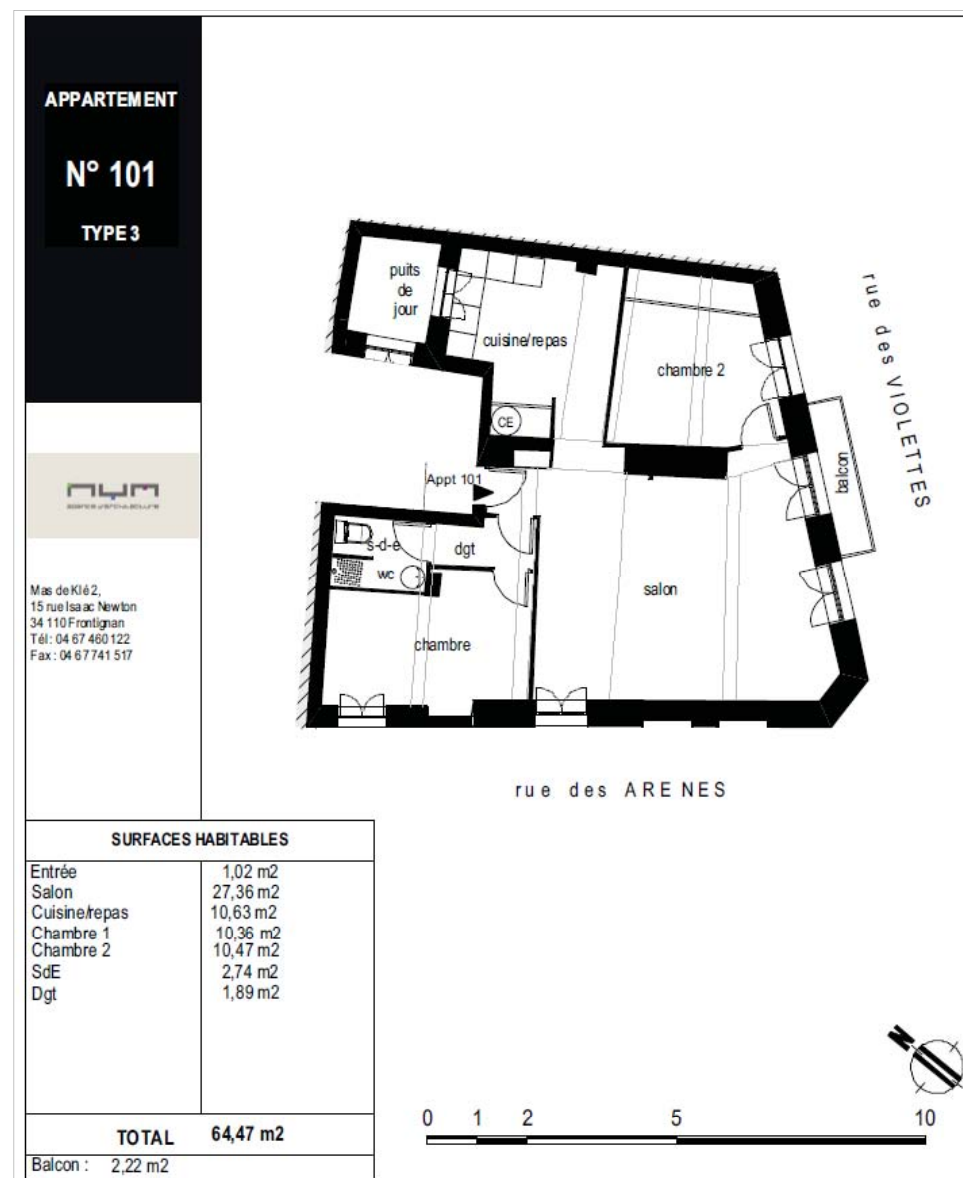 APPARTEMENT
N° 101
TYPE 3
nym
agence d'architecture
Mas de Klé 2,
15 rue Isaac Newton
34 110 Frontignan
Tél : 04 67 460 122
Fax : 04 67 741 517
puits
de
jour
cuisine/repas
chambre 2
rue des VIOLETTES
CE
balcon
Appt 101
s-d-e
dgt
wc
salon
chambre
rue des ARENES
SURFACES HABITABLES
Entrée 1,02 m2
Salon 27,36 m2
Cuisine/repas 10,63 m2
Chambre 1 10,36 m2
Chambre 2 10,47 m2
SdE 2,74 m2
Dgt 1,89 m2
TOTAL 64,47 m2
Balcon : 2,22 m2
N
0 1 2 5 10